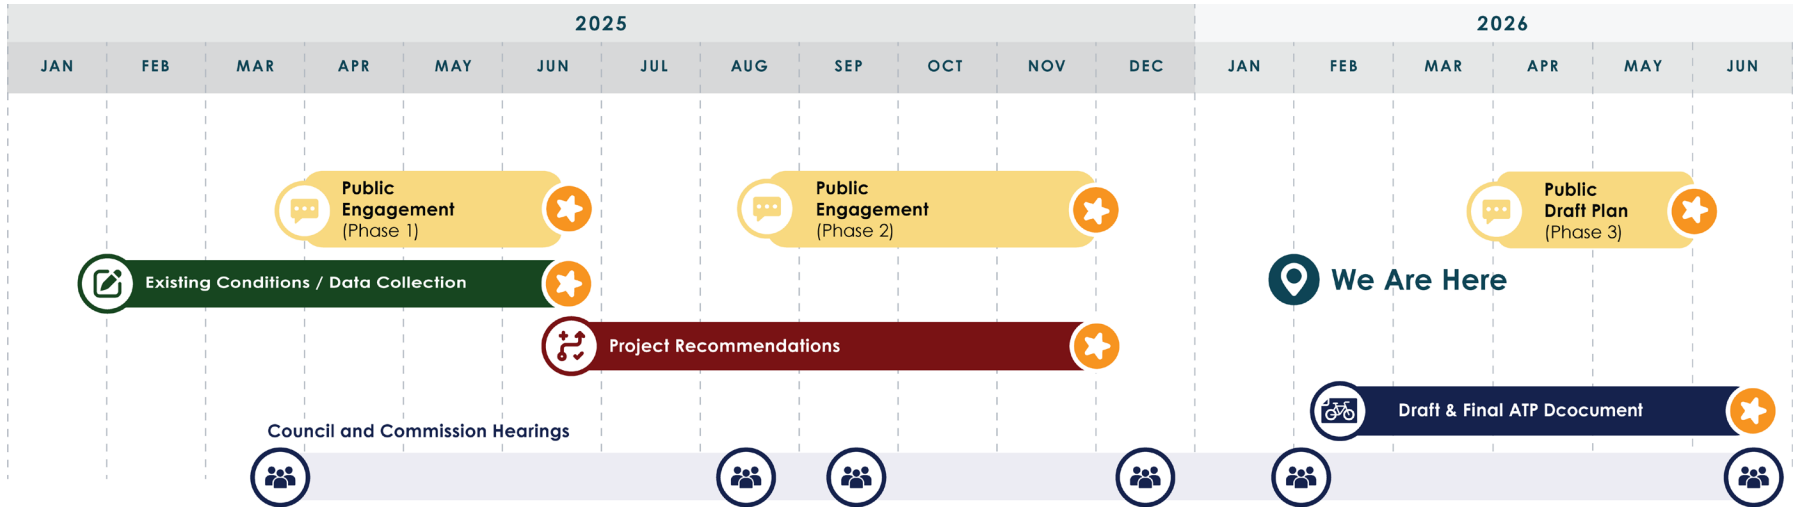 2025 2026
JAN FEB MAR APR MAY JUN JUL AUG SEP OCT NOV DEC JAN FEB MAR APR MAY JUN
Public
Engagement
(Phase 1)
Public
Engagement
(Phase 2)
Public
Draft Plan
(Phase 3)
Existing Conditions / Data Collection
We Are Here
Project Recommendations
Draft & Final ATP Dcocument
Council and Commission Hearings